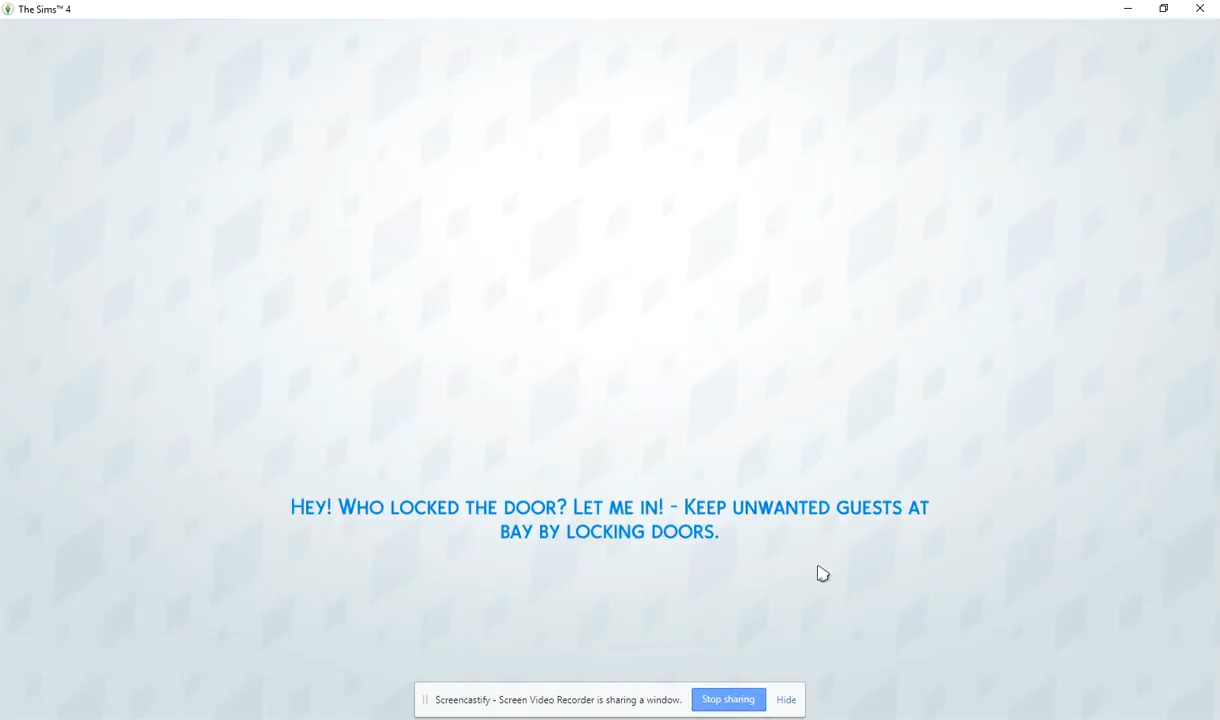 The Sims™ 4
Hey! Who locked the door? Let me in! - Keep unwanted guests at
bay by locking doors.
Screencastify - Screen Video Recorder is sharing a window. Stop sharing Hide